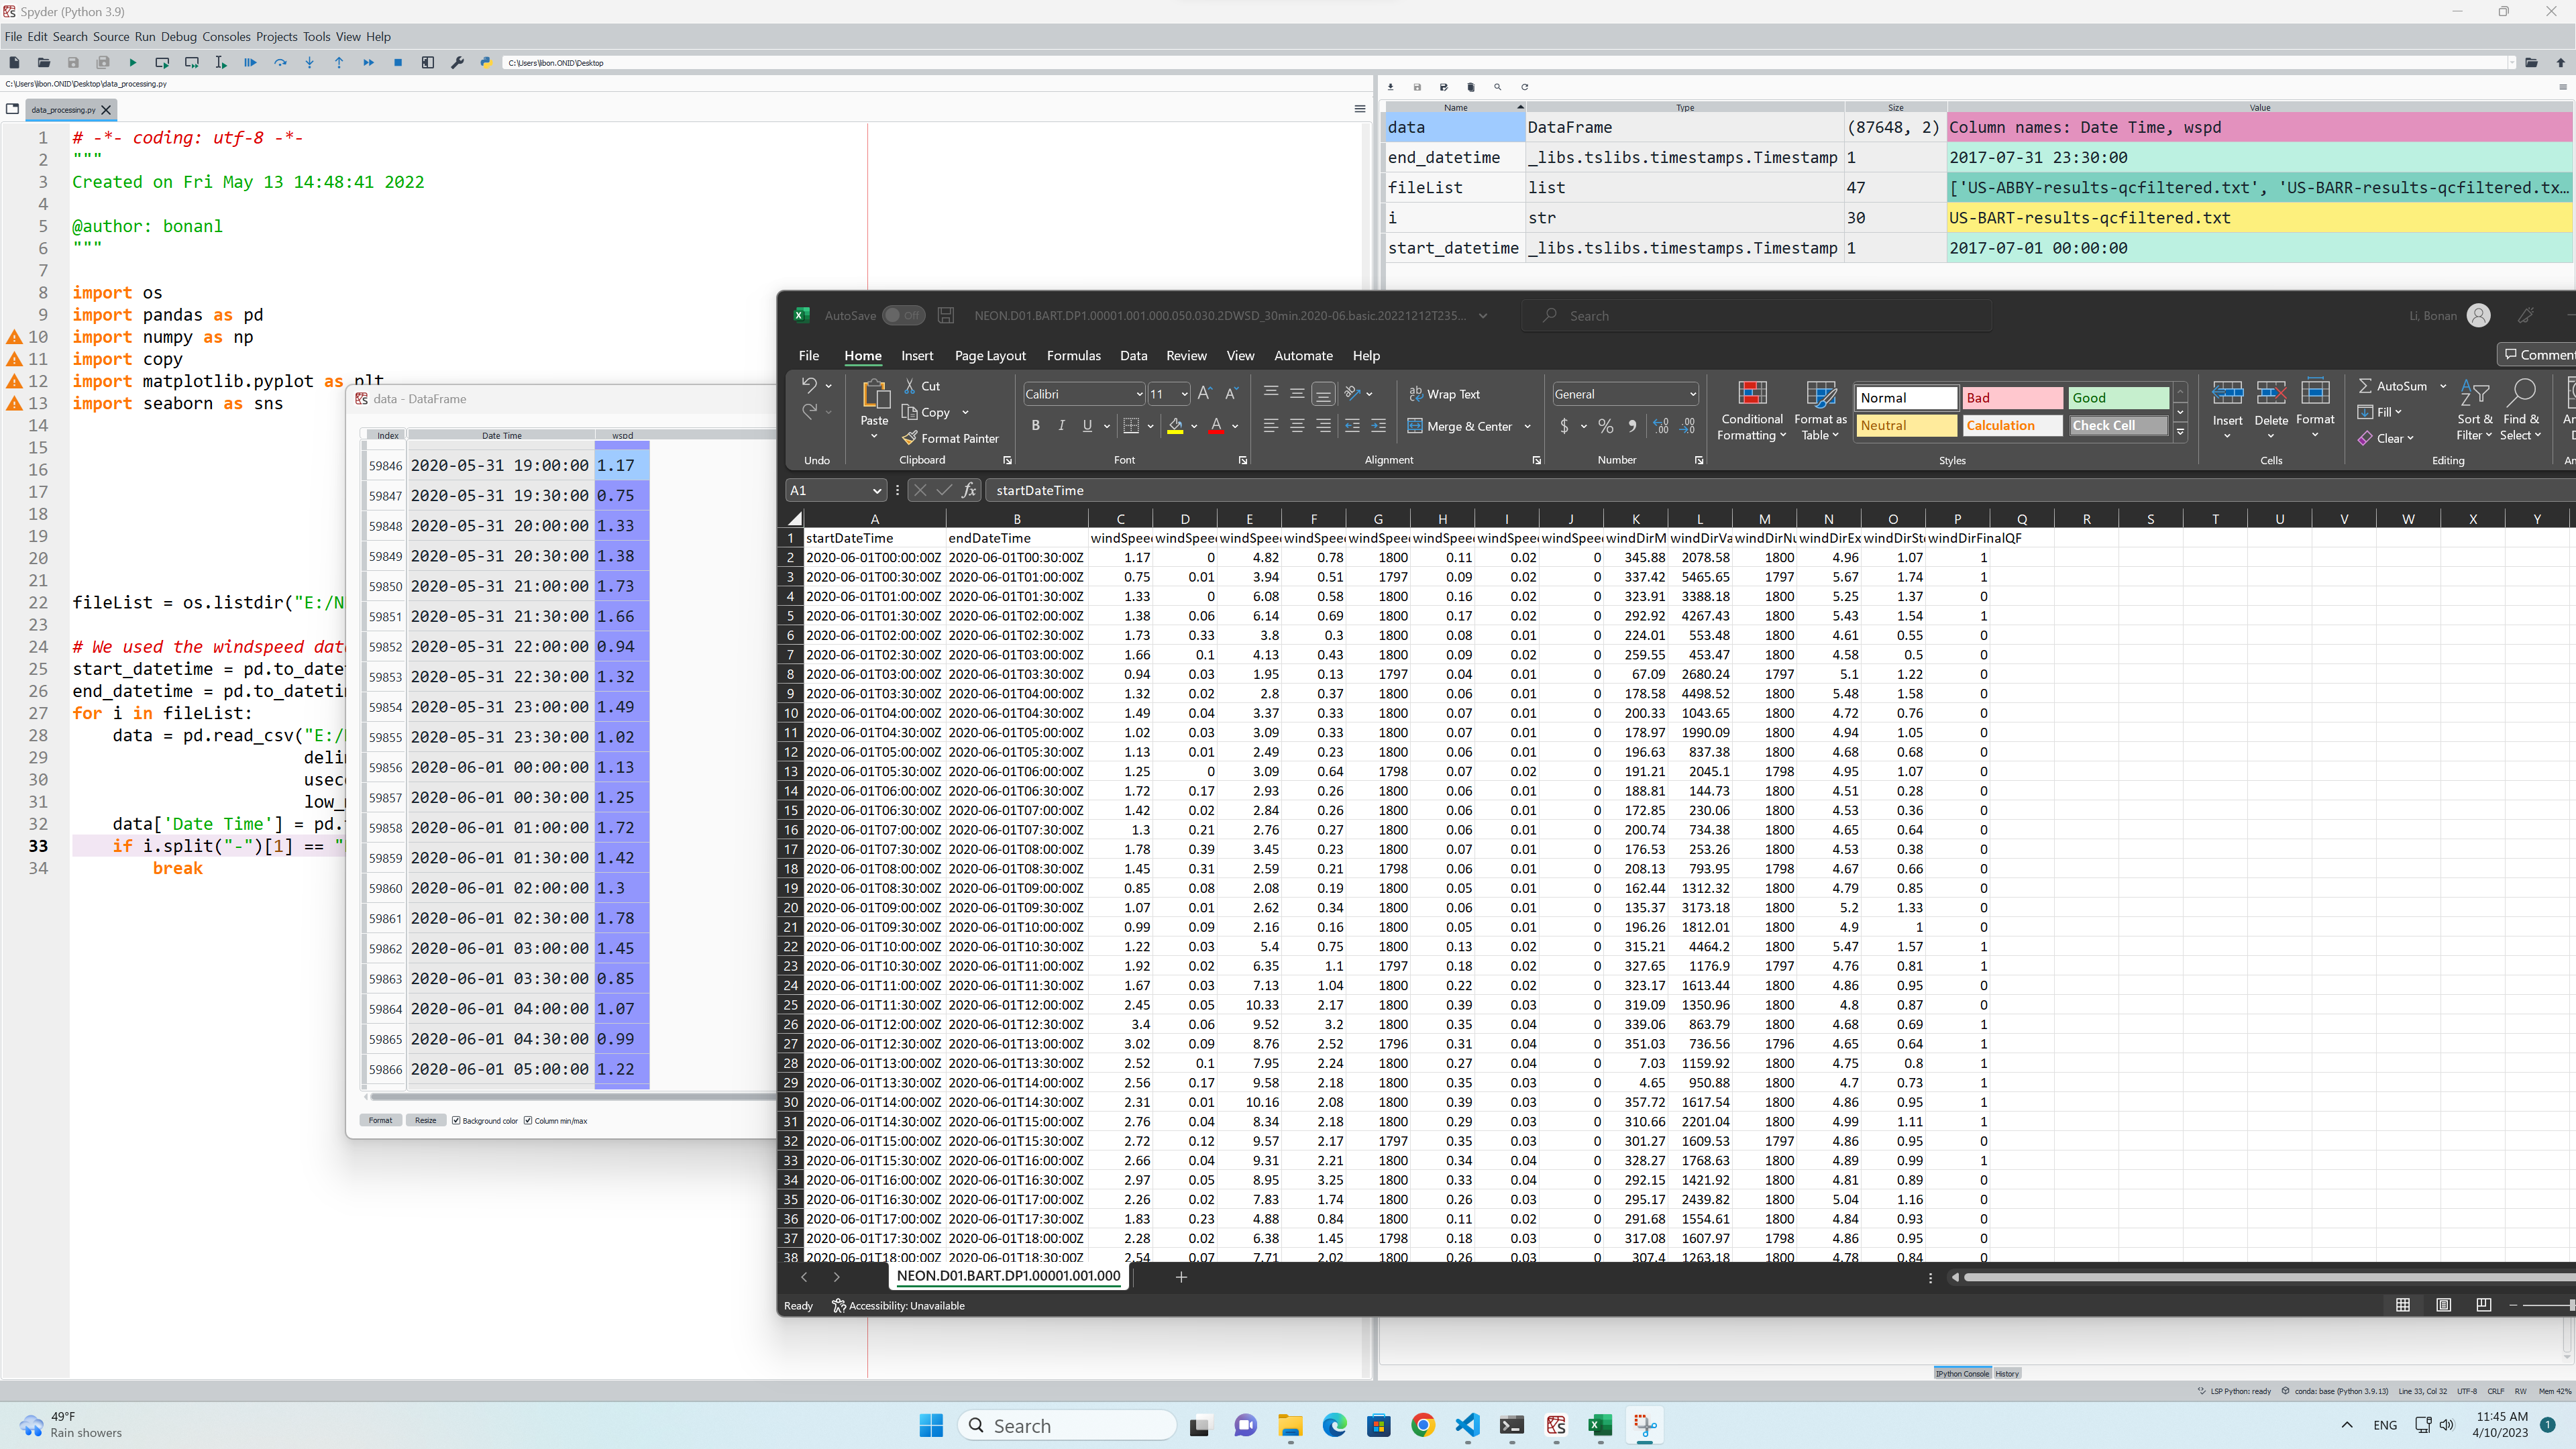 Spyder (Python 3.9)
File Edit Search Source Run Debug Consoles Projects Tools View Help
C:\Users\libon.ONID\Desktop
C:\Users\libon.ONID\Desktop\data_processing.py
data_processing.py
1 # -*- coding: utf-8 -*-
2 """
3 Created on Fri May 13 14:48:41 2022
4
5 @author: bonanl
6 """
7
8 import os
9 import pandas as pd
10 import numpy as np
11 import copy
12 import matplotlib.pyplot as plt
13 import seaborn as sns
14
15
16
17
18
19
20
21
22 fileList = os.listdir("E:/N
23
24 # We used the windspeed dat
25 start_datetime = pd.to_date
26 end_datetime = pd.to_dateti
27 for i in fileList:
28 data = pd.read_csv("E:/
29 deli
30 usec
31 low_
32 data['Date Time'] = pd.
33 if i.split("-")[1] == "
34 break
Name Type Size Value
data DataFrame (87648, 2) Column names: Date Time, wspd
end_datetime _libs.tslibs.timestamps.Timestamp 1 2017-07-31 23:30:00
fileList list 47 ['US-ABBY-results-qcfiltered.txt', 'US-BARR-results-qcfiltered.tx...
i str 30 US-BART-results-qcfiltered.txt
start_datetime _libs.tslibs.timestamps.Timestamp 1 2017-07-01 00:00:00
data - DataFrame
Index Date Time wspd
59846 2020-05-31 19:00:00 1.17
59847 2020-05-31 19:30:00 0.75
59848 2020-05-31 20:00:00 1.33
59849 2020-05-31 20:30:00 1.38
59850 2020-05-31 21:00:00 1.73
59851 2020-05-31 21:30:00 1.66
59852 2020-05-31 22:00:00 0.94
59853 2020-05-31 22:30:00 1.32
59854 2020-05-31 23:00:00 1.49
59855 2020-05-31 23:30:00 1.02
59856 2020-06-01 00:00:00 1.13
59857 2020-06-01 00:30:00 1.25
59858 2020-06-01 01:00:00 1.72
59859 2020-06-01 01:30:00 1.42
59860 2020-06-01 02:00:00 1.3
59861 2020-06-01 02:30:00 1.78
59862 2020-06-01 03:00:00 1.45
59863 2020-06-01 03:30:00 0.85
59864 2020-06-01 04:00:00 1.07
59865 2020-06-01 04:30:00 0.99
59866 2020-06-01 05:00:00 1.22
Format Resize Background color Column min/max
AutoSave Off NEON.D01.BART.DP1.00001.001.000.050.030.2DWSD_30min.2020-06.basic.20221212T235... Search Li, Bonan
File Home Insert Page Layout Formulas Data Review View Automate Help Comment
Paste Cut Copy Format Painter
Calibri 11 B I U A
Wrap Text Merge & Center
General $ %
Conditional Formatting Format as Table
Normal Bad Good
Neutral Calculation Check Cell
Insert Delete Format
AutoSum Fill Clear Sort & Filter Find & Select
Undo Clipboard Font Alignment Number Styles Cells Editing
A1 fx startDateTime
A B C D E F G H I J K L M N O P Q R S T U V W X Y
1 startDateTime endDateTime windSpeed windSpee windSpee windSpee windSpee windSpee windSpee windSpee windDirM windDirVa windDirNu windDirEx windDirSte windDirFinalQF
2 2020-06-01T00:00:00Z 2020-06-01T00:30:00Z 1.17 0 4.82 0.78 1800 0.11 0.02 0 345.88 2078.58 1800 4.96 1.07 1
3 2020-06-01T00:30:00Z 2020-06-01T01:00:00Z 0.75 0.01 3.94 0.51 1797 0.09 0.02 0 337.42 5465.65 1797 5.67 1.74 1
4 2020-06-01T01:00:00Z 2020-06-01T01:30:00Z 1.33 0 6.08 0.58 1800 0.16 0.02 0 323.91 3388.18 1800 5.25 1.37 0
5 2020-06-01T01:30:00Z 2020-06-01T02:00:00Z 1.38 0.06 6.14 0.69 1800 0.17 0.02 0 292.92 4267.43 1800 5.43 1.54 1
6 2020-06-01T02:00:00Z 2020-06-01T02:30:00Z 1.73 0.33 3.8 0.3 1800 0.08 0.01 0 224.01 553.48 1800 4.61 0.55 0
7 2020-06-01T02:30:00Z 2020-06-01T03:00:00Z 1.66 0.1 4.13 0.43 1800 0.09 0.02 0 259.55 453.47 1800 4.58 0.5 0
8 2020-06-01T03:00:00Z 2020-06-01T03:30:00Z 0.94 0.03 1.95 0.13 1797 0.04 0.01 0 67.09 2680.24 1797 5.1 1.22 0
9 2020-06-01T03:30:00Z 2020-06-01T04:00:00Z 1.32 0.02 2.8 0.37 1800 0.06 0.01 0 178.58 4498.52 1800 5.48 1.58 0
10 2020-06-01T04:00:00Z 2020-06-01T04:30:00Z 1.49 0.04 3.37 0.33 1800 0.07 0.01 0 200.33 1043.65 1800 4.72 0.76 0
11 2020-06-01T04:30:00Z 2020-06-01T05:00:00Z 1.02 0.03 3.09 0.33 1800 0.07 0.01 0 178.97 1990.09 1800 4.94 1.05 0
12 2020-06-01T05:00:00Z 2020-06-01T05:30:00Z 1.13 0.01 2.49 0.23 1800 0.06 0.01 0 196.63 837.38 1800 4.68 0.68 0
13 2020-06-01T05:30:00Z 2020-06-01T06:00:00Z 1.25 0 3.09 0.64 1798 0.07 0.02 0 191.21 2045.1 1798 4.95 1.07 0
14 2020-06-01T06:00:00Z 2020-06-01T06:30:00Z 1.72 0.17 2.93 0.26 1800 0.06 0.01 0 188.81 144.73 1800 4.51 0.28 0
15 2020-06-01T06:30:00Z 2020-06-01T07:00:00Z 1.42 0.02 2.84 0.26 1800 0.06 0.01 0 172.85 230.06 1800 4.53 0.36 0
16 2020-06-01T07:00:00Z 2020-06-01T07:30:00Z 1.3 0.21 2.76 0.27 1800 0.06 0.01 0 200.74 734.38 1800 4.65 0.64 0
17 2020-06-01T07:30:00Z 2020-06-01T08:00:00Z 1.78 0.39 3.45 0.23 1800 0.07 0.01 0 176.53 253.26 1800 4.53 0.38 0
18 2020-06-01T08:00:00Z 2020-06-01T08:30:00Z 1.45 0.31 2.59 0.21 1798 0.06 0.01 0 208.13 793.95 1798 4.67 0.66 0
19 2020-06-01T08:30:00Z 2020-06-01T09:00:00Z 0.85 0.08 2.08 0.19 1800 0.05 0.01 0 162.44 1312.32 1800 4.79 0.85 0
20 2020-06-01T09:00:00Z 2020-06-01T09:30:00Z 1.07 0.01 2.62 0.34 1800 0.06 0.01 0 135.37 3173.18 1800 5.2 1.33 0
21 2020-06-01T09:30:00Z 2020-06-01T10:00:00Z 0.99 0.09 2.16 0.16 1800 0.05 0.01 0 196.26 1812.01 1800 4.9 1 0
22 2020-06-01T10:00:00Z 2020-06-01T10:30:00Z 1.22 0.03 5.4 0.75 1800 0.13 0.02 0 315.21 4464.2 1800 5.47 1.57 1
23 2020-06-01T10:30:00Z 2020-06-01T11:00:00Z 1.92 0.02 6.35 1.1 1797 0.18 0.02 0 327.65 1176.9 1797 4.76 0.81 1
24 2020-06-01T11:00:00Z 2020-06-01T11:30:00Z 1.67 0.03 7.13 1.04 1800 0.22 0.02 0 323.17 1613.44 1800 4.86 0.95 0
25 2020-06-01T11:30:00Z 2020-06-01T12:00:00Z 2.45 0.05 10.33 2.17 1800 0.39 0.03 0 319.09 1350.96 1800 4.8 0.87 0
26 2020-06-01T12:00:00Z 2020-06-01T12:30:00Z 3.4 0.06 9.52 3.2 1800 0.35 0.04 0 339.06 863.79 1800 4.68 0.69 1
27 2020-06-01T12:30:00Z 2020-06-01T13:00:00Z 3.02 0.09 8.76 2.52 1796 0.31 0.04 0 351.03 736.56 1796 4.65 0.64 1
28 2020-06-01T13:00:00Z 2020-06-01T13:30:00Z 2.52 0.1 7.95 2.24 1800 0.27 0.04 0 7.03 1159.92 1800 4.75 0.8 1
29 2020-06-01T13:30:00Z 2020-06-01T14:00:00Z 2.56 0.17 9.58 2.18 1800 0.35 0.03 0 4.65 950.88 1800 4.7 0.73 1
30 2020-06-01T14:00:00Z 2020-06-01T14:30:00Z 2.31 0.01 10.16 2.08 1800 0.39 0.03 0 357.72 1617.54 1800 4.86 0.95 1
31 2020-06-01T14:30:00Z 2020-06-01T15:00:00Z 2.76 0.04 8.34 2.18 1800 0.29 0.03 0 310.66 2201.04 1800 4.99 1.11 1
32 2020-06-01T15:00:00Z 2020-06-01T15:30:00Z 2.72 0.12 9.57 2.17 1797 0.35 0.03 0 301.27 1609.53 1797 4.86 0.95 0
33 2020-06-01T15:30:00Z 2020-06-01T16:00:00Z 2.66 0.04 9.31 2.21 1800 0.34 0.04 0 328.27 1768.63 1800 4.89 0.99 1
34 2020-06-01T16:00:00Z 2020-06-01T16:30:00Z 2.97 0.05 8.95 3.25 1800 0.33 0.04 0 292.15 1421.92 1800 4.81 0.89 0
35 2020-06-01T16:30:00Z 2020-06-01T17:00:00Z 2.26 0.02 7.83 1.74 1800 0.26 0.03 0 295.17 2439.82 1800 5.04 1.16 0
36 2020-06-01T17:00:00Z 2020-06-01T17:30:00Z 1.83 0.23 4.88 0.84 1800 0.11 0.02 0 291.68 1554.61 1800 4.84 0.93 0
37 2020-06-01T17:30:00Z 2020-06-01T18:00:00Z 2.28 0.02 6.38 1.45 1798 0.18 0.03 0 317.08 1607.97 1798 4.86 0.95 0
38 2020-06-01T18:00:00Z 2020-06-01T18:30:00Z 2.54 0.07 7.71 2.02 1800 0.26 0.03 0 307.4 1263.18 1800 4.78 0.84 0
NEON.D01.BART.DP1.00001.001.000
Ready Accessibility: Unavailable
IPython Console History
LSP Python: ready conda: base (Python 3.9.13) Line 33, Col 32 UTF-8 CRLF RW Mem 42%
49°F
Rain showers
Search
ENG
11:45 AM
4/10/2023
1